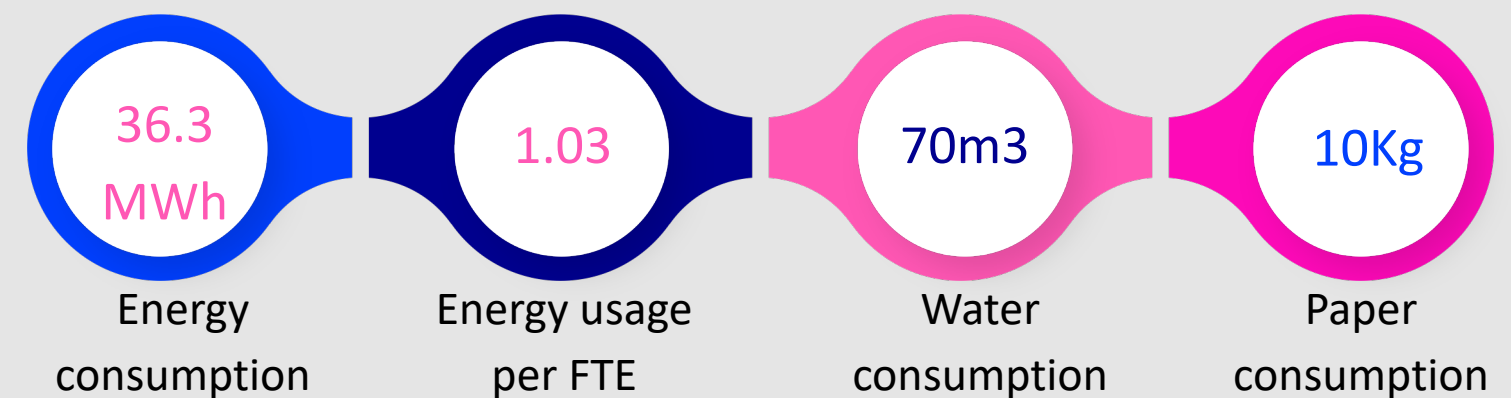 36.3
MWh
1.03
70m3
10Kg
Energy
consumption
Energy usage
per FTE
Water
consumption
Paper
consumption